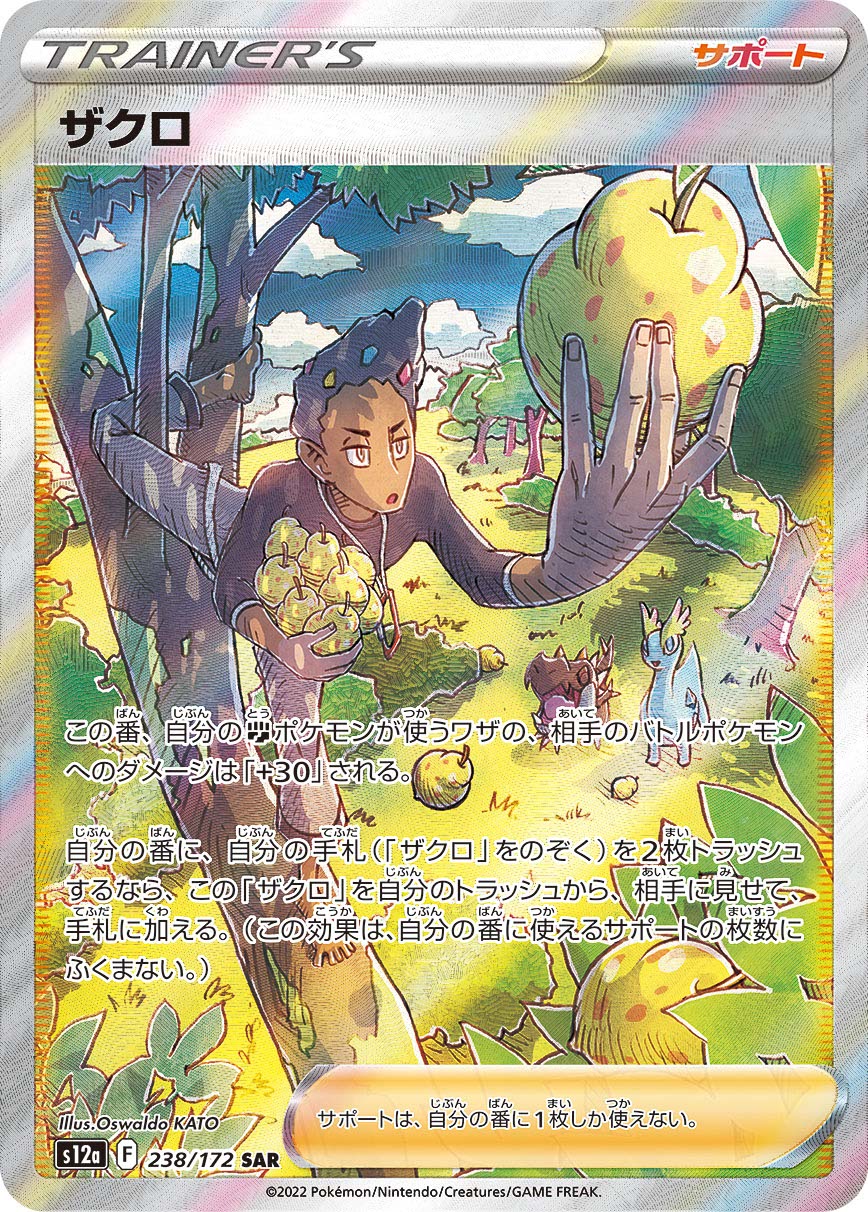 TRAINER'S
サポート
ザクロ
この番、自分の闘ポケモンが使うワザの、相手のバトルポケモン
へのダメージは「+30」される。
自分の番に、自分の手札(「ザクロ」をのぞく)を2枚トラッシュ
するなら、この「ザクロ」を自分のトラッシュから、相手に見せて、
手札に加える。(この効果は、自分の番に使えるサポートの枚数に
ふくまない。)
サポートは、自分の番に1枚しか使えない。
Illus.Oswaldo KATO
s12a F 238/172 SAR
©2022 Pokémon/Nintendo/Creatures/GAME FREAK.